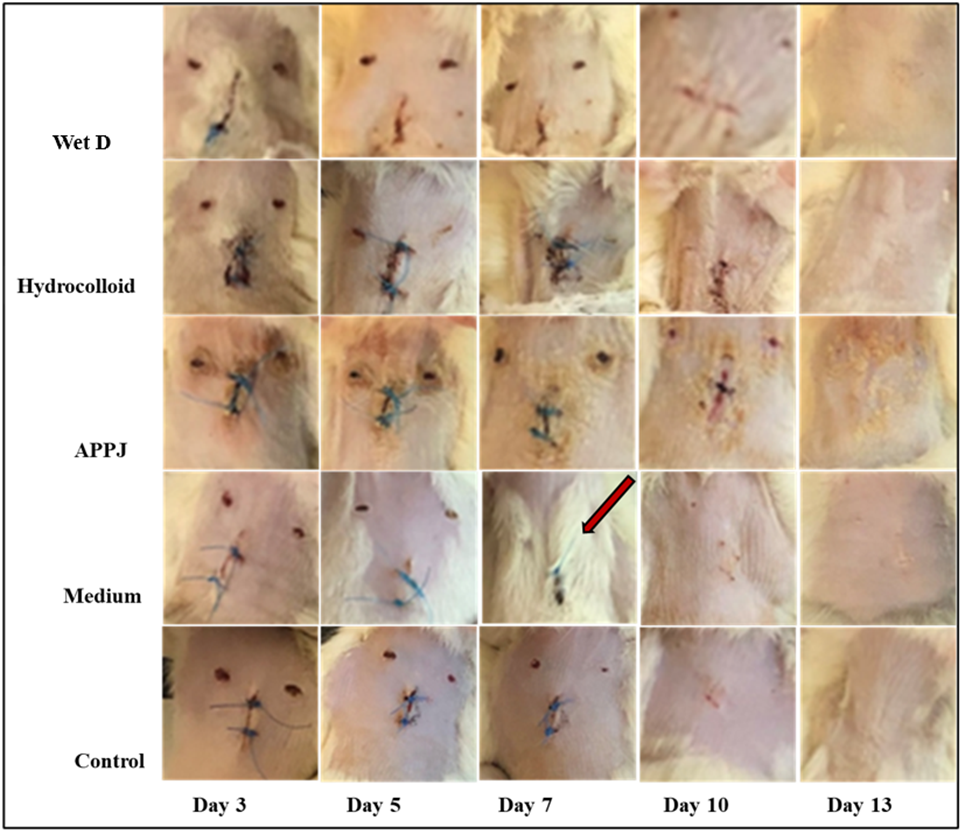 Wet D
Hydrocolloid
APPJ
Medium
Control
Day 3
Day 5
Day 7
Day 10
Day 13